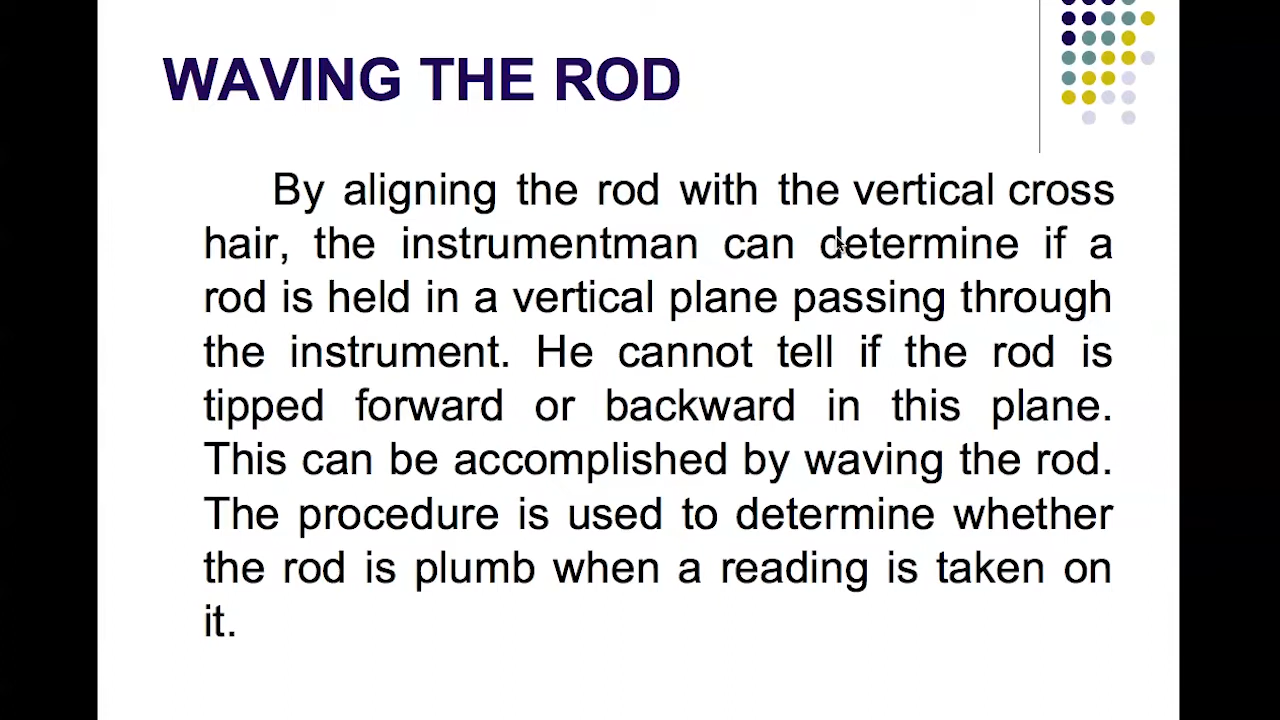 WAVING THE ROD
By aligning the rod with the vertical cross
hair, the instrumentman can determine if a
rod is held in a vertical plane passing through
the instrument. He cannot tell if the rod is
tipped forward or backward in this plane.
This can be accomplished by waving the rod.
The procedure is used to determine whether
the rod is plumb when a reading is taken on
it.